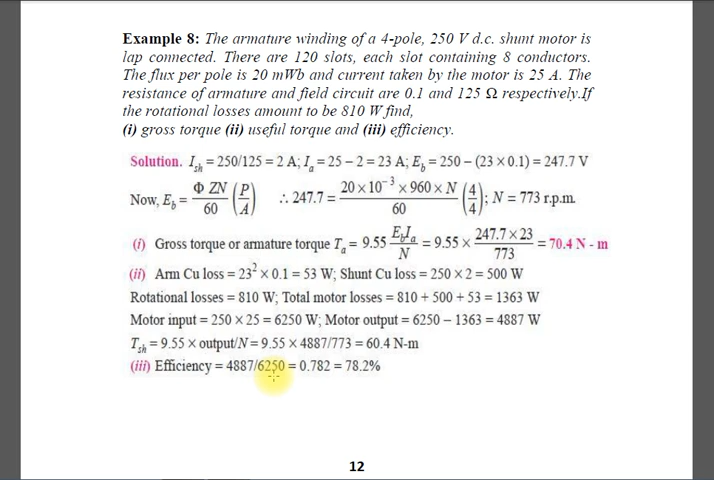 Example 8: The armature winding of a 4-pole, 250 V d.c. shunt motor is
lap connected. There are 120 slots, each slot containing 8 conductors.
The flux per pole is 20 mWb and current taken by the motor is 25 A. The
resistance of armature and field circuit are 0.1 and 125 Ω respectively.If
the rotational losses amount to be 810 W find,
(i) gross torque (ii) useful torque and (iii) efficiency.
Solution. I_sh = 250/125 = 2 A; I_a = 25 – 2 = 23 A; E_b = 250 – (23 × 0.1) = 247.7 V
Now, E_b = Φ ZN/60 (P/A) ∴ 247.7 = 20 × 10⁻³ × 960 × N/60 (4/4); N = 773 r.p.m.
(i) Gross torque or armature torque T_a = 9.55 E_bI_a/N = 9.55 × 247.7 × 23/773 = 70.4 N - m
(ii) Arm Cu loss = 23² × 0.1 = 53 W; Shunt Cu loss = 250 × 2 = 500 W
Rotational losses = 810 W; Total motor losses = 810 + 500 + 53 = 1363 W
Motor input = 250 × 25 = 6250 W; Motor output = 6250 – 1363 = 4887 W
T_sh = 9.55 × output/N = 9.55 × 4887/773 = 60.4 N-m
(iii) Efficiency = 4887/6250 = 0.782 = 78.2%
12